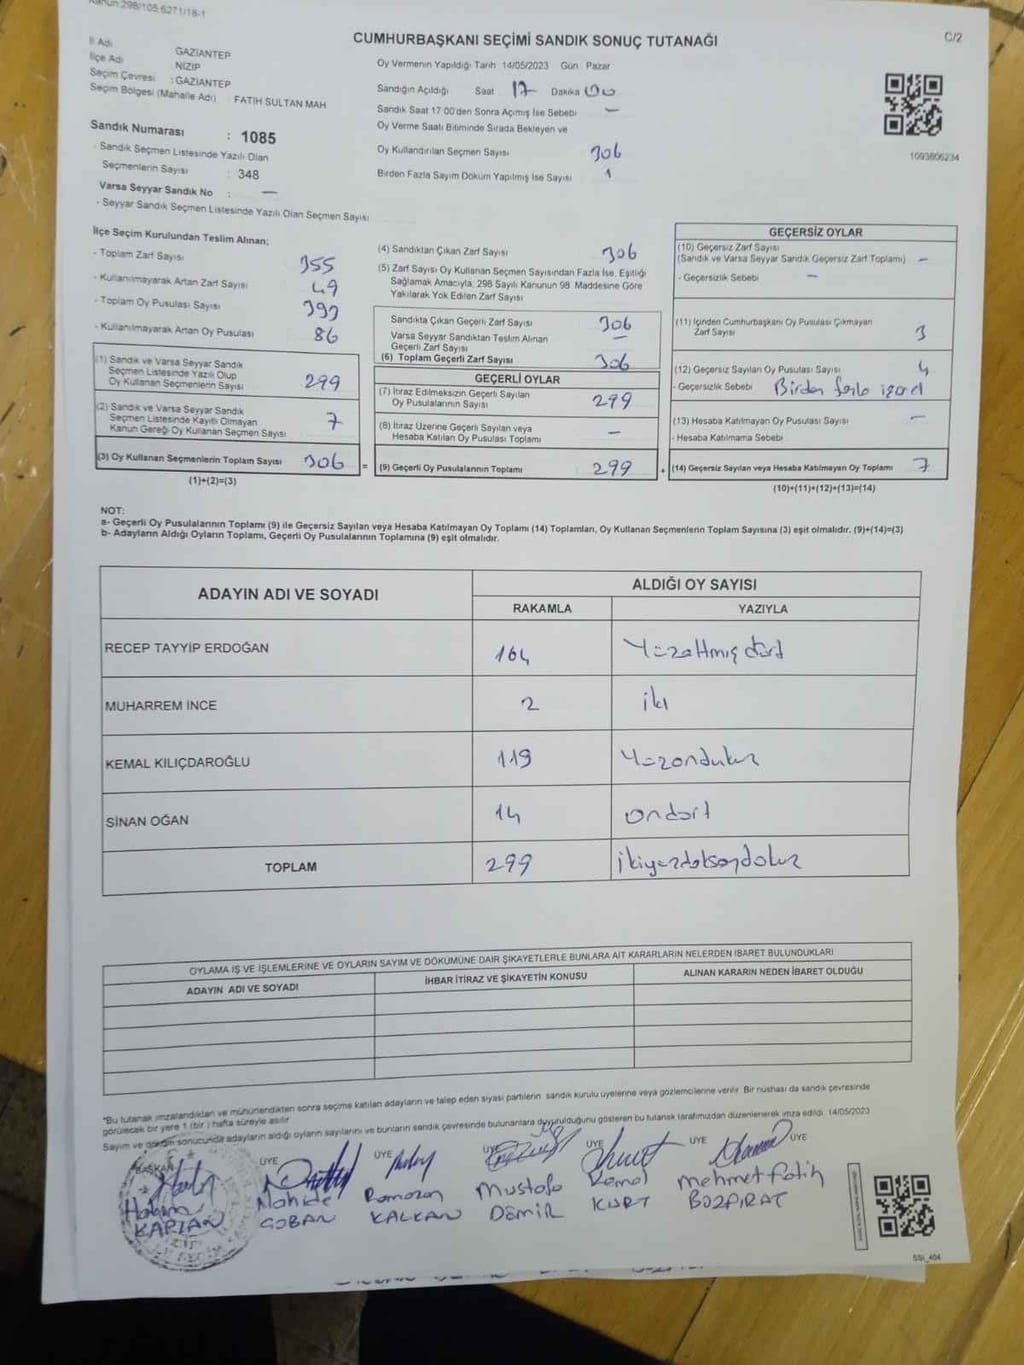 Kanun:298/105-6271/18-1
C/2
CUMHURBAŞKANI SEÇİMİ SANDIK SONUÇ TUTANAĞI
İl Adı GAZİANTEP
İlçe Adı NİZİP
Seçim Çevresi : GAZİANTEP
Seçim Bölgesi (Mahalle Adı) FATİH SULTAN MAH
Sandık Numarası : 1085
- Sandık Seçmen Listesinde Yazılı Olan
Seçmenlerin Sayısı : 348
Varsa Seyyar Sandık No : —
- Seyyar Sandık Seçmen Listesinde Yazılı Olan Seçmen Sayısı
Oy Vermenin Yapıldığı Tarih 14/05/2023 Gün Pazar
Sandığın Açıldığı Saat 17 Dakika 00
Sandık Saat 17:00'den Sonra Açılmış İse Sebebi —
Oy Verme Saati Bitiminde Sırada Bekleyen ve
Oy Kullandırılan Seçmen Sayısı 306
Birden Fazla Sayım Döküm Yapılmış İse Sayısı 1
1093806234
İlçe Seçim Kurulundan Teslim Alınan;
- Toplam Zarf Sayısı 355
- Kullanılmayarak Artan Zarf Sayısı 49
- Toplam Oy Pusulası Sayısı 392
- Kullanılmayarak Artan Oy Pusulası 86
(1) Sandık ve Varsa Seyyar Sandık
Seçmen Listesinde Yazılı Olup
Oy Kullanan Seçmenlerin Sayısı 299
(2) Sandık ve Varsa Seyyar Sandık
Seçmen Listesinde Kayıtlı Olmayan
Kanun Gereği Oy Kullanan Seçmen Sayısı 7
(3) Oy Kullanan Seçmenlerin Toplam Sayısı 306 =
(1)+(2)=(3)
(4) Sandıktan Çıkan Zarf Sayısı 306
(5) Zarf Sayısı Oy Kullanan Seçmen Sayısından Fazla İse, Eşitliği
Sağlamak Amacıyla, 298 Sayılı Kanunun 98. Maddesine Göre
Yakılarak Yok Edilen Zarf Sayısı
Sandıkta Çıkan Geçerli Zarf Sayısı 306
Varsa Seyyar Sandıktan Teslim Alınan
Geçerli Zarf Sayısı —
(6) Toplam Geçerli Zarf Sayısı 306
GEÇERLİ OYLAR
(7) İtiraz Edilmeksizin Geçerli Sayılan
Oy Pusulalarının Sayısı 299
(8) İtiraz Üzerine Geçerli Sayılan veya
Hesaba Katılan Oy Pusulası Toplamı —
(9) Geçerli Oy Pusulalarının Toplamı 299 +
GEÇERSİZ OYLAR
(10) Geçersiz Zarf Sayısı
(Sandık ve Varsa Seyyar Sandık Geçersiz Zarf Toplamı) —
- Geçersizlik Sebebi —
(11) İçinden Cumhurbaşkanı Oy Pusulası Çıkmayan
Zarf Sayısı 3
(12) Geçersiz Sayılan Oy Pusulası Sayısı 4
- Geçersizlik Sebebi Birden fazla işaret
(13) Hesaba Katılmayan Oy Pusulası Sayısı —
- Hesaba Katılmama Sebebi
(14) Geçersiz Sayılan veya Hesaba Katılmayan Oy Toplamı 7
(10)+(11)+(12)+(13)=(14)
NOT:
a- Geçerli Oy Pusulalarının Toplamı (9) ile Geçersiz Sayılan veya Hesaba Katılmayan Oy Toplamı (14) Toplamları, Oy Kullanan Seçmenlerin Toplam Sayısına (3) eşit olmalıdır. (9)+(14)=(3)
b- Adayların Aldığı Oyların Toplamı, Geçerli Oy Pusulalarının Toplamına (9) eşit olmalıdır.
ADAYIN ADI VE SOYADI
ALDIĞI OY SAYISI
RAKAMLA YAZIYLA
RECEP TAYYİP ERDOĞAN 164 Yüzaltmışdört
MUHARREM İNCE 2 iki
KEMAL KILIÇDAROĞLU 119 Yüzondokuz
SİNAN OĞAN 14 ondört
TOPLAM 299 ikiyüzdoksandokuz
OYLAMA İŞ VE İŞLEMLERİNE VE OYLARIN SAYIM VE DÖKÜMÜNE DAİR ŞİKAYETLERLE BUNLARA AİT KARARLARIN NELERDEN İBARET BULUNDUKLARI
ADAYIN ADI VE SOYADI İHBAR İTİRAZ VE ŞİKAYETİN KONUSU ALINAN KARARIN NEDEN İBARET OLDUĞU
*Bu tutanak imzalandıktan ve mühürlendikten sonra seçime katılan adayların ve talep eden siyasi partilerin sandık kurulu üyelerine veya gözlemcilerine verilir. Bir nüshası da sandık çevresinde
görülecek bir yere 1 (bir) hafta süreyle asılır
Sayım ve döküm sonucunda adayların aldığı oyların sayılarını ve bunların sandık çevresinde bulunanlara duyurulduğunu gösteren bu tutanak tarafımızdan düzenlenerek imza edildi. 14/05/2023
BAŞKAN ÜYE ÜYE ÜYE ÜYE ÜYE ÜYE
Hakan Nahide Ramazan Mustafa Kemal Mehmet Fatih
KAPLAN ÇOBAN KALKAN DEMİR KURT BOZFIRAT
SSI_404